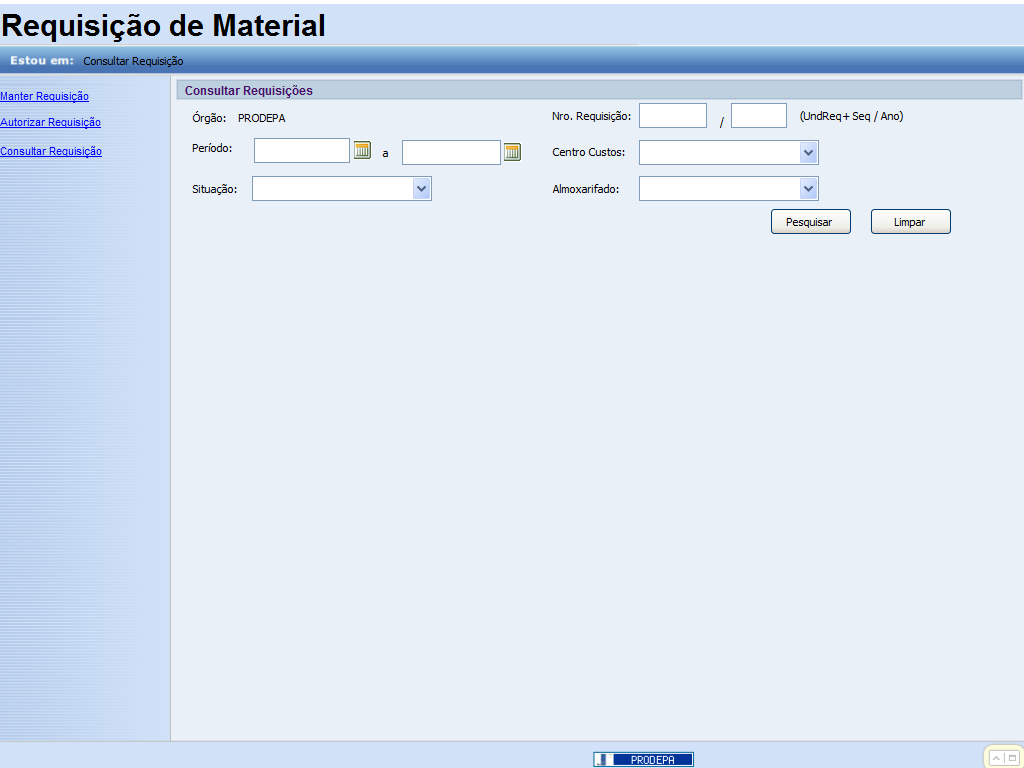 Requisição de Material
Estou em: Consultar Requisição
Manter Requisição
Autorizar Requisição
Consultar Requisição
Consultar Requisições
Órgão: PRODEPA
Nro. Requisição: / (UndReq+ Seq / Ano)
Período: a
Centro Custos:
Situação:
Almoxarifado:
Pesquisar Limpar
PRODEPA